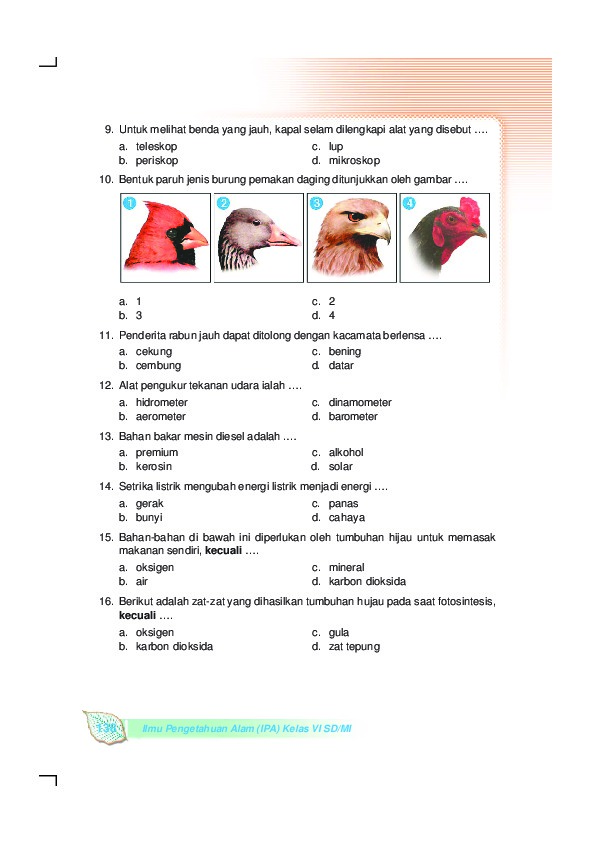 9. Untuk melihat benda yang jauh, kapal selam dilengkapi alat yang disebut ….
a. teleskop c. lup
b. periskop d. mikroskop
10. Bentuk paruh jenis burung pemakan daging ditunjukkan oleh gambar ….
1 2 3 4
a. 1 c. 2
b. 3 d. 4
11. Penderita rabun jauh dapat ditolong dengan kacamata berlensa ….
a. cekung c. bening
b. cembung d. datar
12. Alat pengukur tekanan udara ialah ….
a. hidrometer c. dinamometer
b. aerometer d. barometer
13. Bahan bakar mesin diesel adalah ….
a. premium c. alkohol
b. kerosin d. solar
14. Setrika listrik mengubah energi listrik menjadi energi ….
a. gerak c. panas
b. bunyi d. cahaya
15. Bahan-bahan di bawah ini diperlukan oleh tumbuhan hijau untuk memasak
makanan sendiri, kecuali ….
a. oksigen c. mineral
b. air d. karbon dioksida
16. Berikut adalah zat-zat yang dihasilkan tumbuhan hujau pada saat fotosintesis,
kecuali ….
a. oksigen c. gula
b. karbon dioksida d. zat tepung
138 Ilmu Pengetahuan Alam (IPA) Kelas VI SD/MI